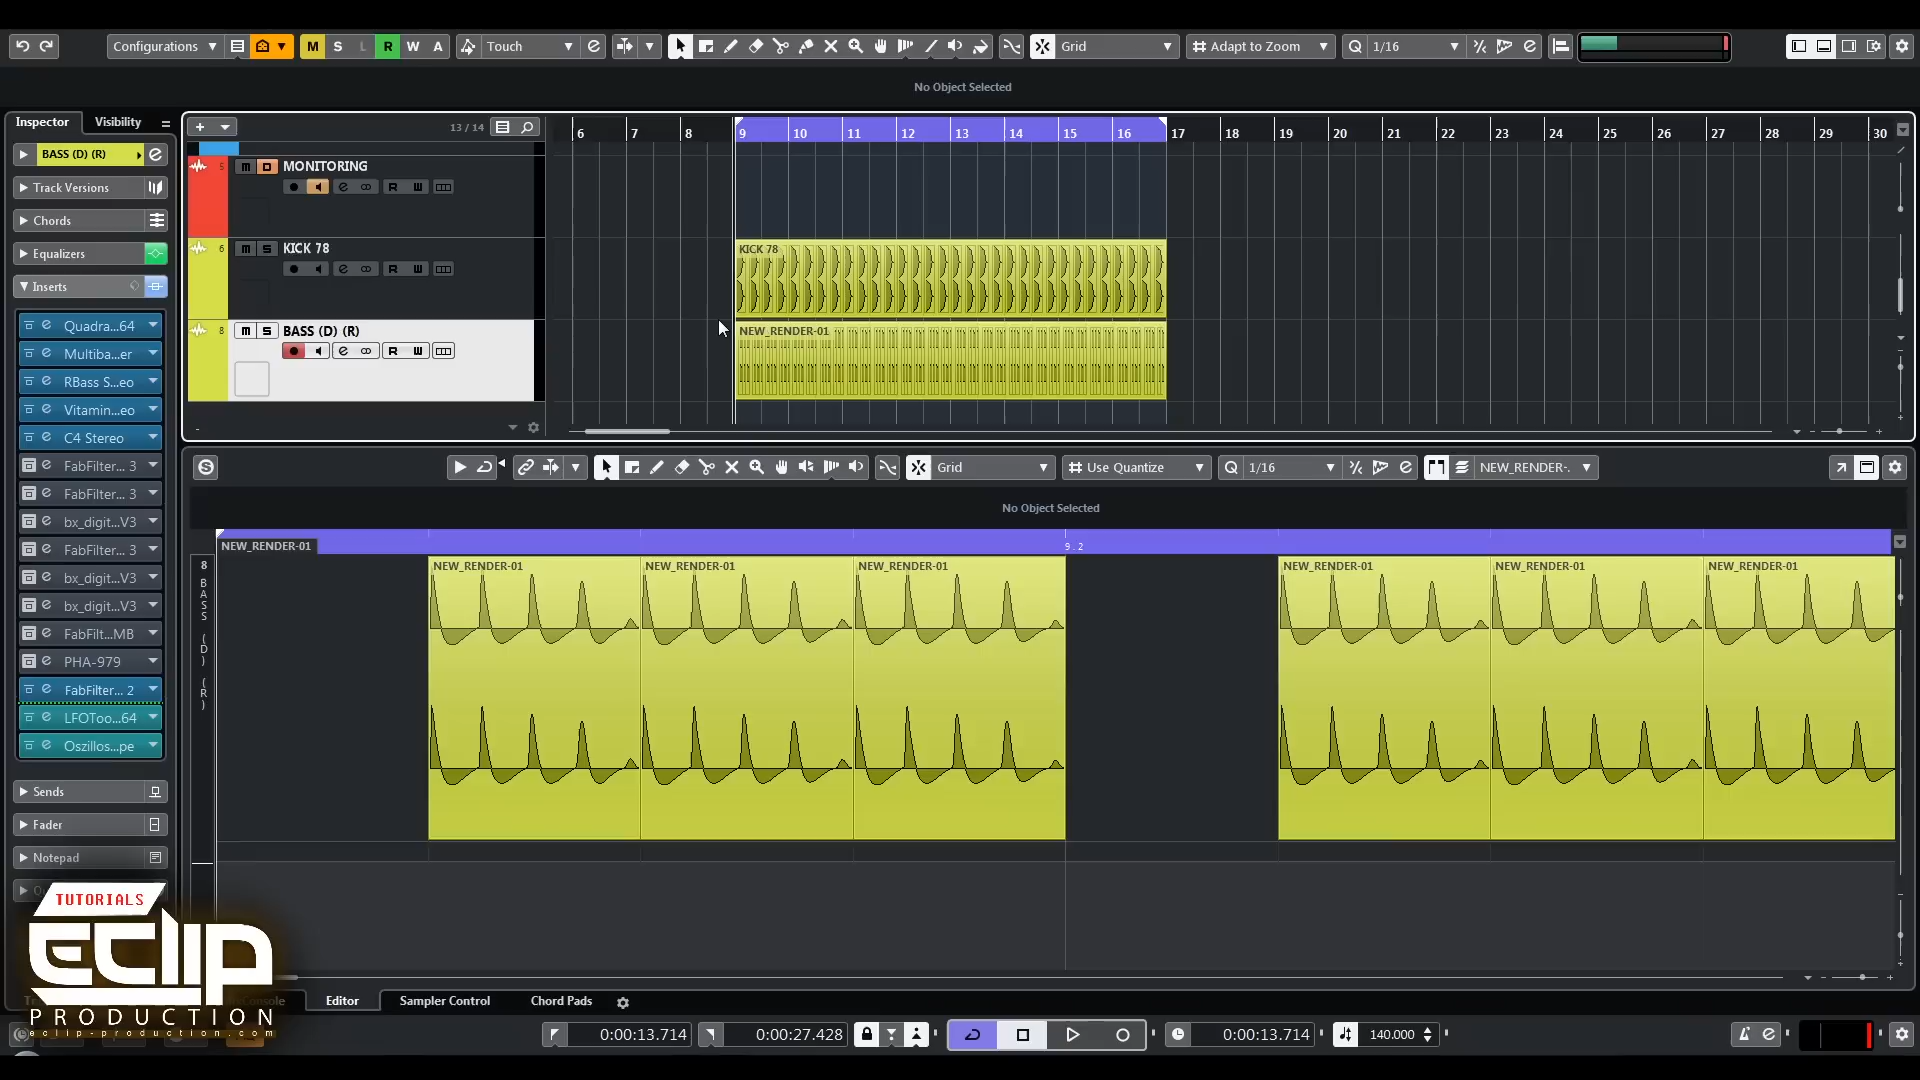 Configurations
M S L R W A
Touch
Grid
Adapt to Zoom
Q 1/16
No Object Selected
Inspector Visibility
13 / 14
6 7 8 9 10 11 12 13 14 15 16 17 18 19 20 21 22 23 24 25 26 27 28 29 30
BASS (D) (R)
Track Versions
Chords
Equalizers
Inserts
Quadra...64
Multiba...er
RBass S...eo
Vitamin...eo
C4 Stereo
FabFilter... 3
FabFilter... 3
bx_digit...V3
FabFilter... 3
bx_digit...V3
bx_digit...V3
FabFilt...MB
PHA-979
FabFilter... 2
LFOToo...64
Oszillos...pe
Sends
Fader
Notepad
5 m MONITORING
R W
6 m S KICK 78
R W
8 m S BASS (D) (R)
R W
KICK 78
NEW_RENDER-01
Grid
Use Quantize
Q 1/16
NEW_RENDER-.
No Object Selected
NEW_RENDER-01
9.2
8
BASS (D) (R)
NEW_RENDER-01 NEW_RENDER-01 NEW_RENDER-01 NEW_RENDER-01 NEW_RENDER-01 NEW_RENDER-01
TUTORIALS
ECLIP
PRODUCTION
eclip-production.com
Editor Sampler Control Chord Pads
0:00:13.714 0:00:27.428 0:00:13.714 140.000